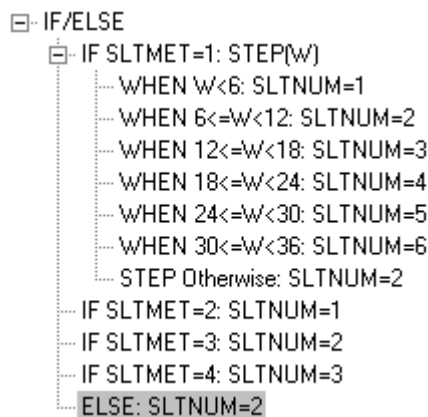 IF/ELSE
IF SLTMET=1: STEP(W)
WHEN W<6: SLTNUM=1
WHEN 6<=W<12: SLTNUM=2
WHEN 12<=W<18: SLTNUM=3
WHEN 18<=W<24: SLTNUM=4
WHEN 24<=W<30: SLTNUM=5
WHEN 30<=W<36: SLTNUM=6
STEP Otherwise: SLTNUM=2
IF SLTMET=2: SLTNUM=1
IF SLTMET=3: SLTNUM=2
IF SLTMET=4: SLTNUM=3
ELSE: SLTNUM=2